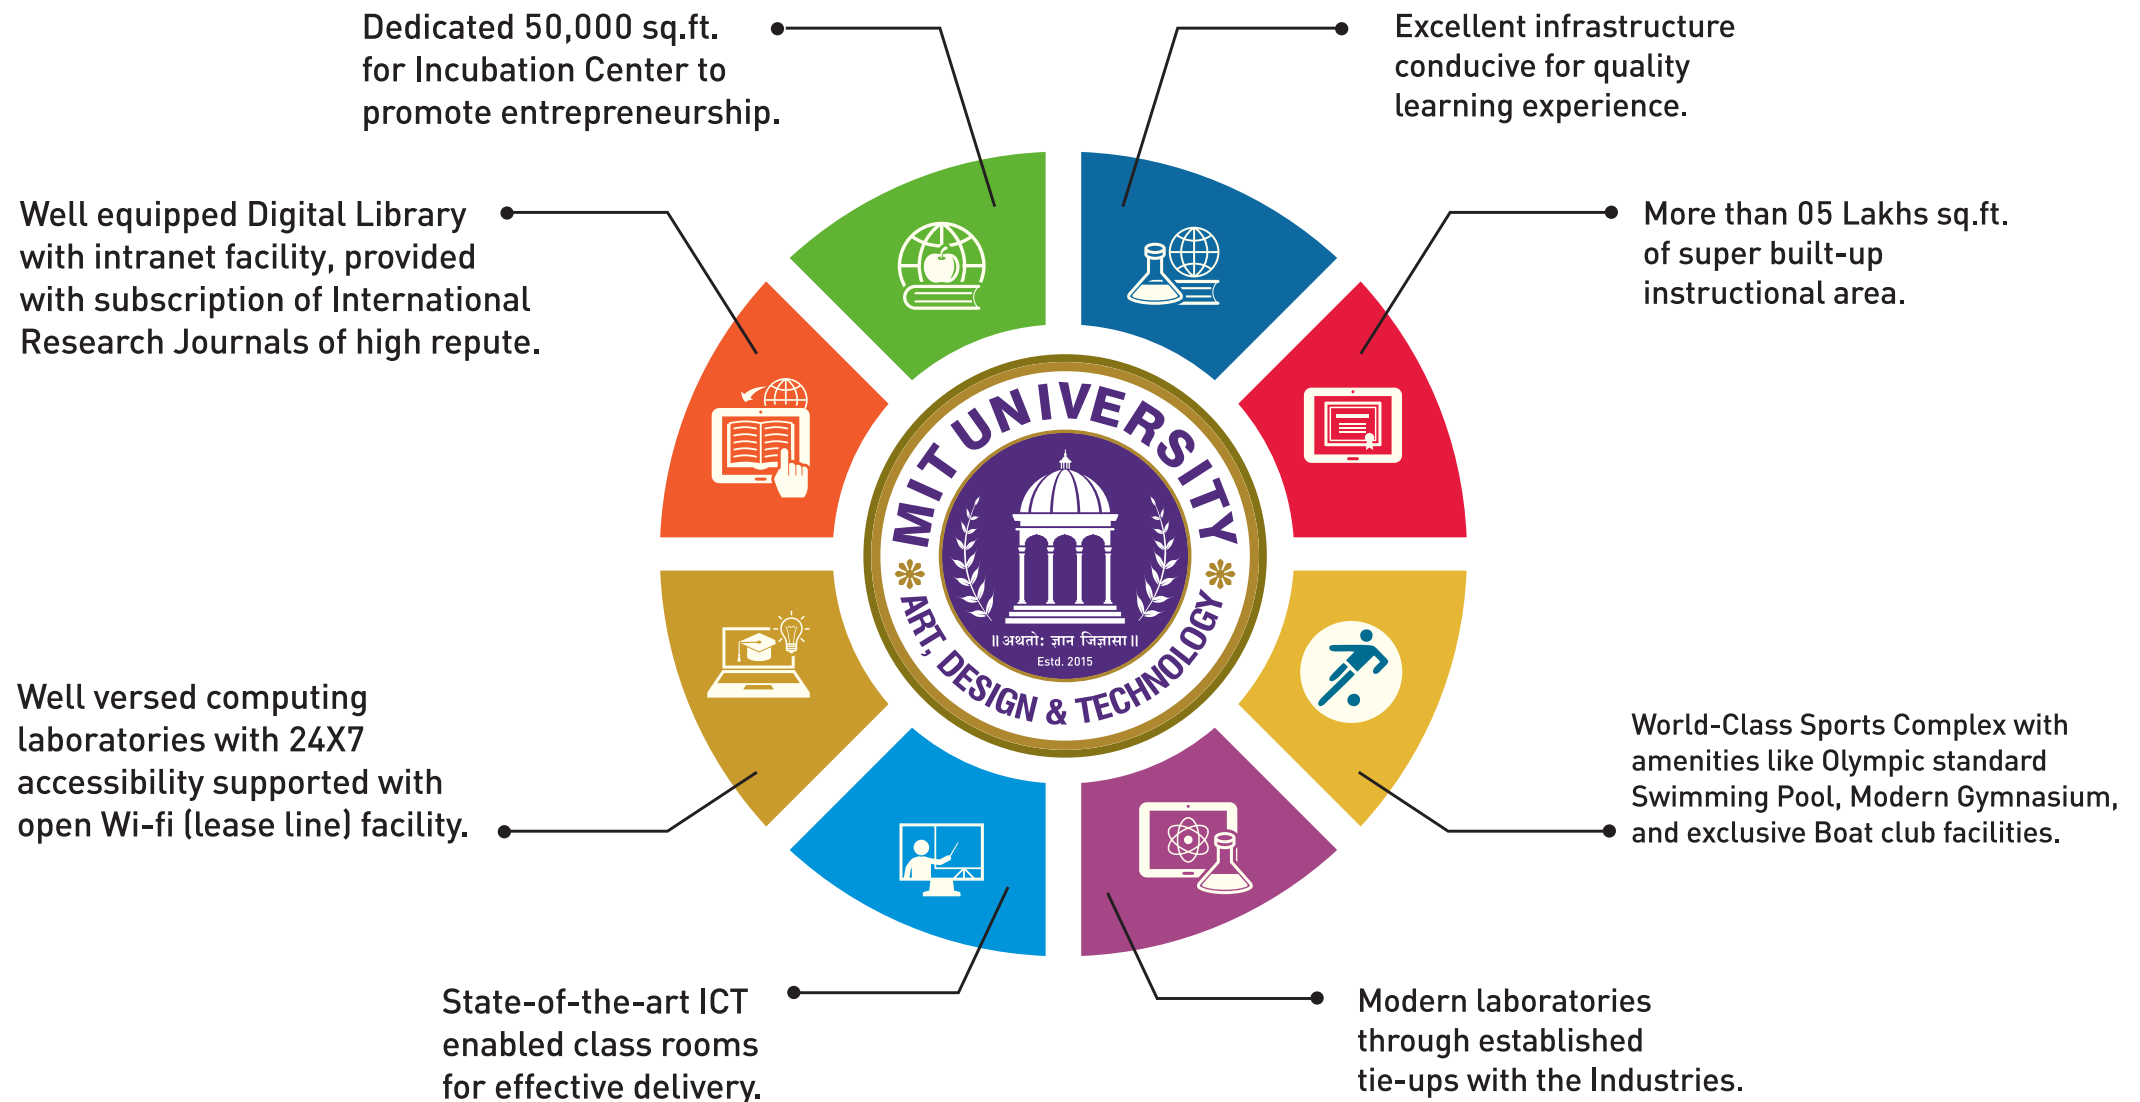 Dedicated 50,000 sq.ft.
for Incubation Center to
promote entrepreneurship.
Excellent infrastructure
conducive for quality
learning experience.
Well equipped Digital Library
with intranet facility, provided
with subscription of International
Research Journals of high repute.
More than 05 Lakhs sq.ft.
of super built-up
instructional area.
MIT UNIVERSITY
ART, DESIGN & TECHNOLOGY
॥ अथतो: ज्ञान जिज्ञासा ॥
Estd. 2015
Well versed computing
laboratories with 24X7
accessibility supported with
open Wi-fi (lease line) facility.
World-Class Sports Complex with
amenities like Olympic standard
Swimming Pool, Modern Gymnasium,
and exclusive Boat club facilities.
State-of-the-art ICT
enabled class rooms
for effective delivery.
Modern laboratories
through established
tie-ups with the Industries.